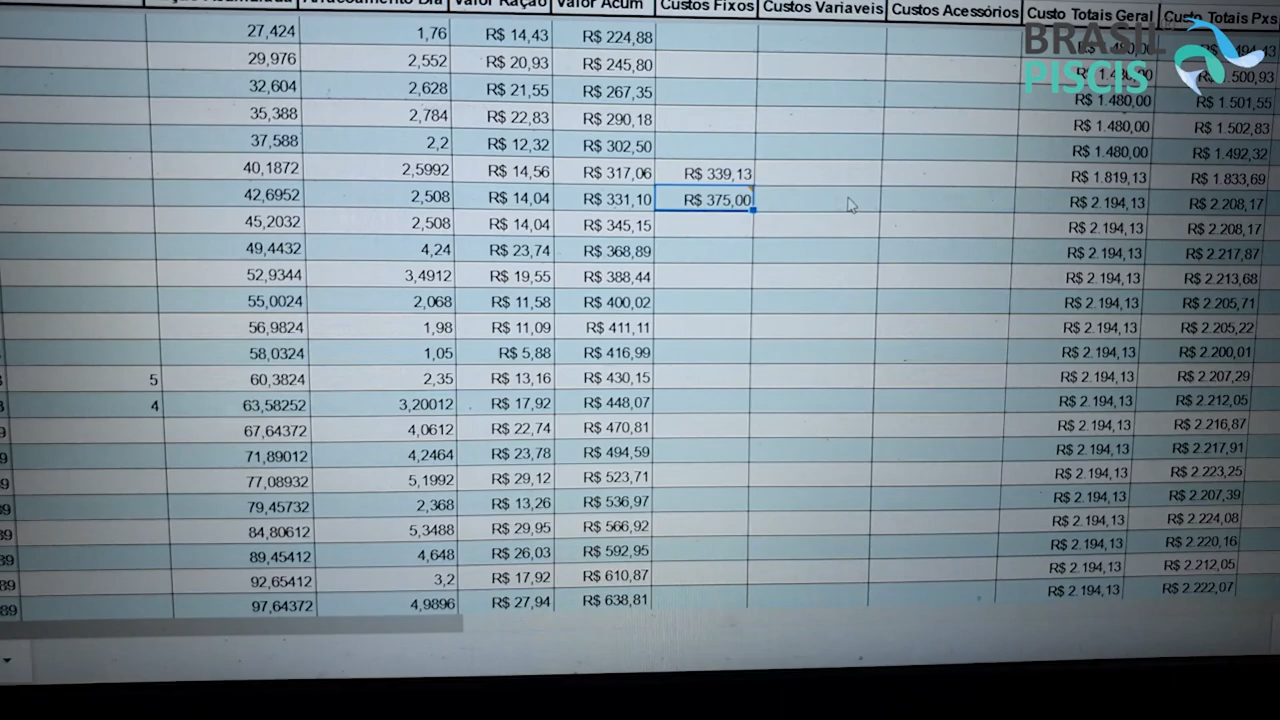 Valor Ração Valor Acum Custos Fixos Custos Variaveis Custos Acessórios Custo Totais Geral Custo Totais Pxs
27,424 1,76 R$ 14,43 R$ 224,88
29,976 2,552 R$ 20,93 R$ 245,80
32,604 2,628 R$ 21,55 R$ 267,35 R$ 1.480,00 R$ 1.501,55
35,388 2,784 R$ 22,83 R$ 290,18 R$ 1.480,00 R$ 1.502,83
37,588 2,2 R$ 12,32 R$ 302,50 R$ 1.480,00 R$ 1.492,32
40,1872 2,5992 R$ 14,56 R$ 317,06 R$ 339,13 R$ 1.819,13 R$ 1.833,69
42,6952 2,508 R$ 14,04 R$ 331,10 R$ 375,00 R$ 2.194,13 R$ 2.208,17
45,2032 2,508 R$ 14,04 R$ 345,15 R$ 2.194,13 R$ 2.208,17
49,4432 4,24 R$ 23,74 R$ 368,89 R$ 2.194,13 R$ 2.217,87
52,9344 3,4912 R$ 19,55 R$ 388,44 R$ 2.194,13 R$ 2.213,68
55,0024 2,068 R$ 11,58 R$ 400,02 R$ 2.194,13 R$ 2.205,71
56,9824 1,98 R$ 11,09 R$ 411,11 R$ 2.194,13 R$ 2.205,22
58,0324 1,05 R$ 5,88 R$ 416,99 R$ 2.194,13 R$ 2.200,01
5 60,3824 2,35 R$ 13,16 R$ 430,15 R$ 2.194,13 R$ 2.207,29
4 63,58252 3,20012 R$ 17,92 R$ 448,07 R$ 2.194,13 R$ 2.212,05
9 67,64372 4,0612 R$ 22,74 R$ 470,81 R$ 2.194,13 R$ 2.216,87
9 71,89012 4,2464 R$ 23,78 R$ 494,59 R$ 2.194,13 R$ 2.217,91
9 77,08932 5,1992 R$ 29,12 R$ 523,71 R$ 2.194,13 R$ 2.223,25
9 79,45732 2,368 R$ 13,26 R$ 536,97 R$ 2.194,13 R$ 2.207,39
89 84,80612 5,3488 R$ 29,95 R$ 566,92 R$ 2.194,13 R$ 2.224,08
89 89,45412 4,648 R$ 26,03 R$ 592,95 R$ 2.194,13 R$ 2.220,16
89 92,65412 3,2 R$ 17,92 R$ 610,87 R$ 2.194,13 R$ 2.212,05
89 97,64372 4,9896 R$ 27,94 R$ 638,81 R$ 2.194,13 R$ 2.222,07
BRASIL
PISCIS